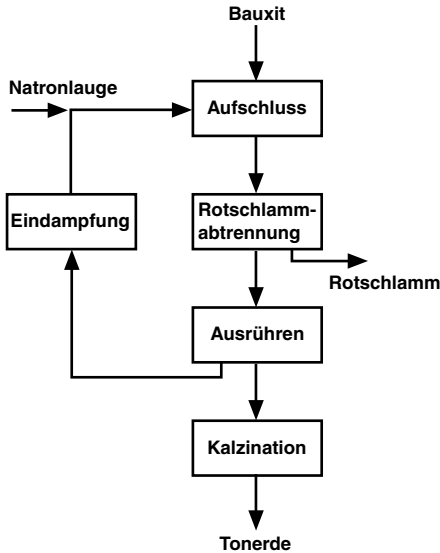 Bauxit
Natronlauge
Aufschluss
Eindampfung
Rotschlamm-
abtrennung
Rotschlamm
Ausrühren
Kalzination
Tonerde